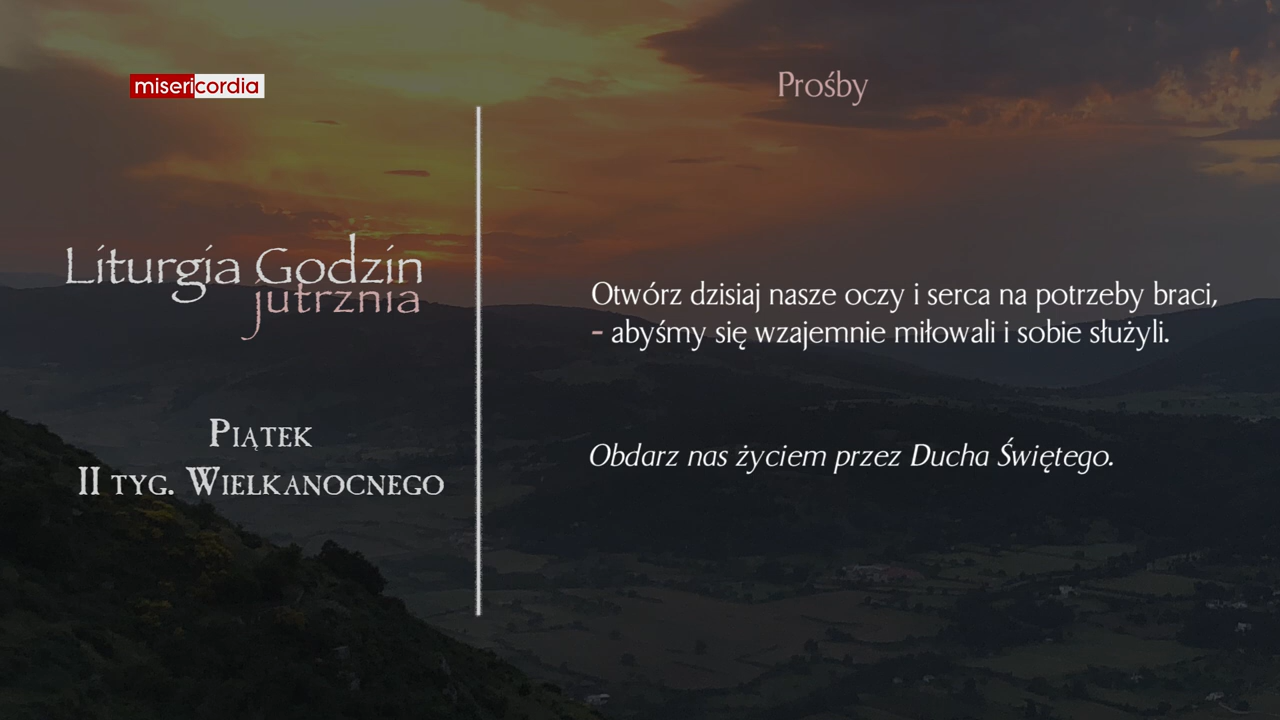 misericordia
Liturgia Godzin
jutrznia
Piątek
II tyg. Wielkanocnego
Prośby
Otwórz dzisiaj nasze oczy i serca na potrzeby braci,
- abyśmy się wzajemnie miłowali i sobie służyli.
Obdarz nas życiem przez Ducha Świętego.